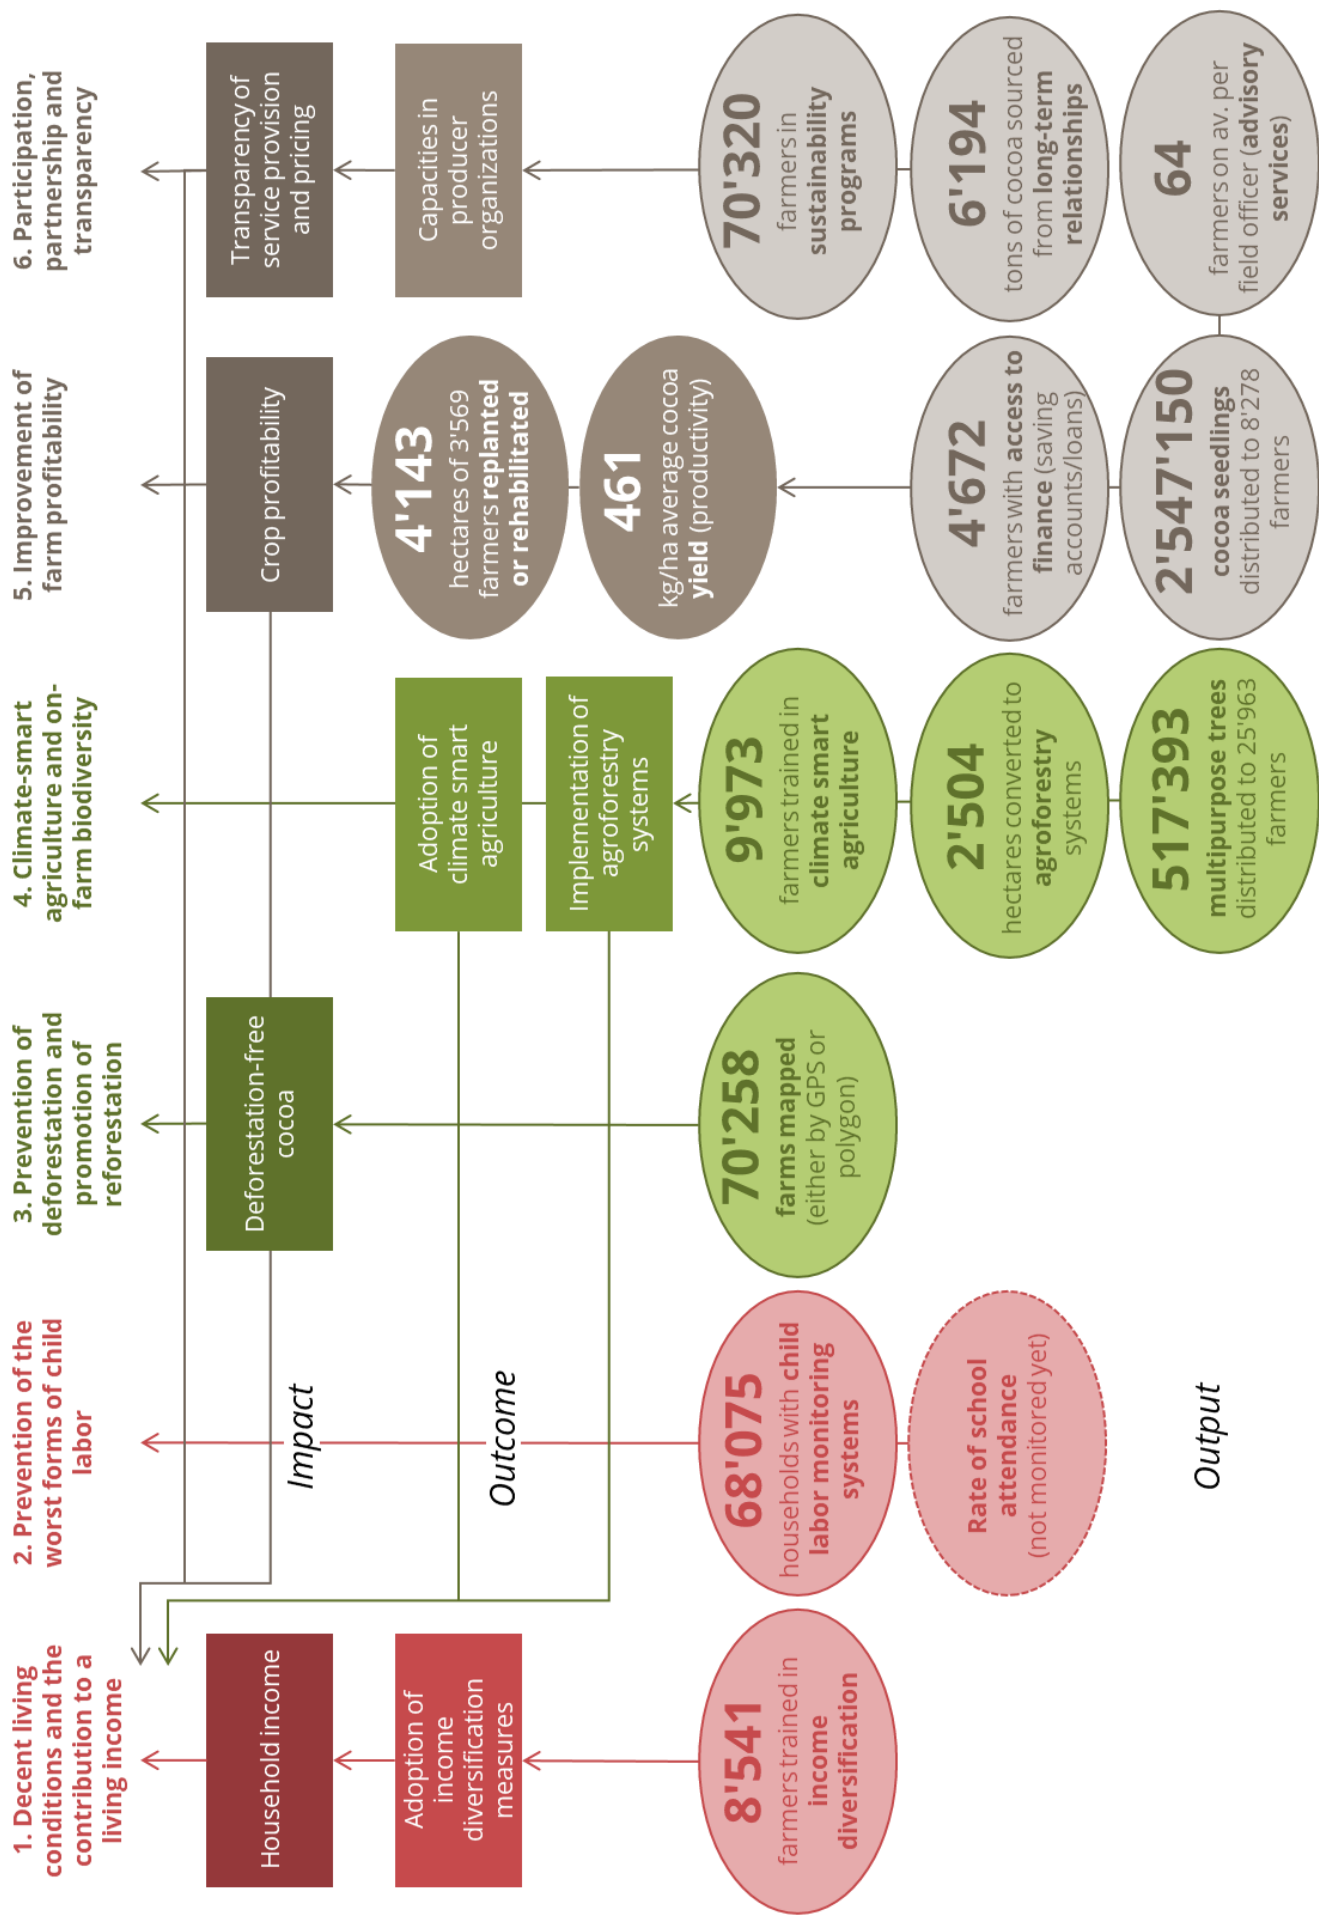 1. Decent living
conditions and the
contribution to a
living income
2. Prevention of the
worst forms of child
labor
3. Prevention of
deforestation and
promotion of
reforestation
4. Climate-smart
agriculture and on-
farm biodiversity
5. Improvement of
farm profitability
6. Participation,
partnership and
transparency
Household income
Impact
Deforestation-free
cocoa
Crop profitability
Transparency of
service provision
and pricing
Adoption of
income
diversification
measures
Outcome
Adoption of
climate smart
agriculture
Implementation of
agroforestry
systems
4'143
hectares of 3'569
farmers replanted
or rehabilitated
461
kg/ha average cocoa
yield (productivity)
Capacities in
producer
organizations
8'541
farmers trained in
income
diversification
68'075
households with child
labor monitoring
systems
70'258
farms mapped
(either by GPS or
polygon)
9'973
farmers trained in
climate smart
agriculture
70'320
farmers in
sustainability
programs
Rate of school
attendance
(not monitored yet)
2'504
hectares converted to
agroforestry
systems
4'672
farmers with access to
finance (saving
accounts/loans)
6'194
tons of cocoa sourced
from long-term
relationships
Output
517'393
multipurpose trees
distributed to 25'963
farmers
2'547'150
cocoa seedlings
distributed to 8'278
farmers
64
farmers on av. per
field officer (advisory
services)